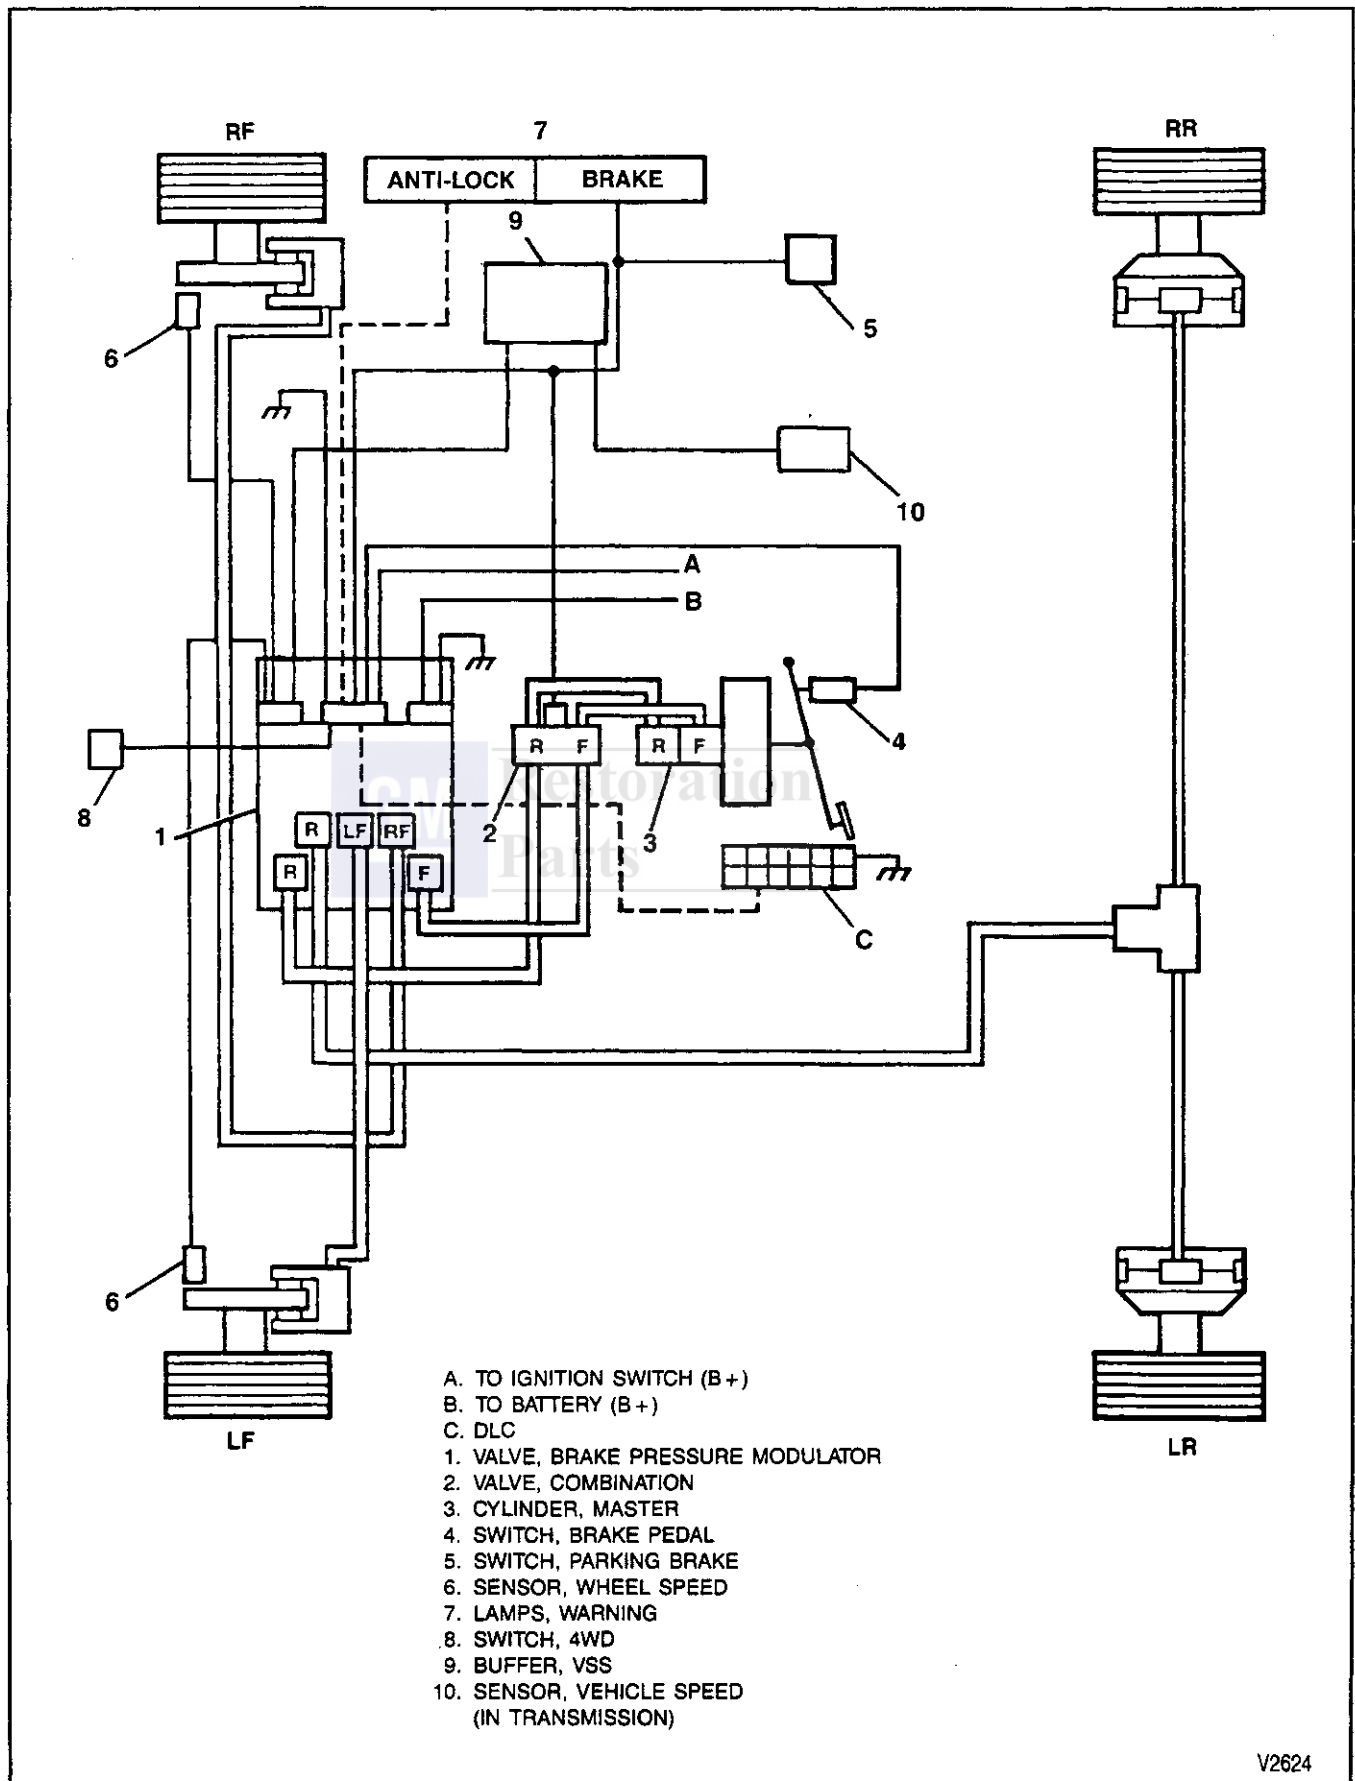 RF
7
RR
ANTI-LOCK BRAKE
9
5
6
10
A
B
4
R F R F
GM Restoration Parts
8
1
2
3
R LF RF
R F
C
6
LF
LR
A. TO IGNITION SWITCH (B+)
B. TO BATTERY (B+)
C. DLC
1. VALVE, BRAKE PRESSURE MODULATOR
2. VALVE, COMBINATION
3. CYLINDER, MASTER
4. SWITCH, BRAKE PEDAL
5. SWITCH, PARKING BRAKE
6. SENSOR, WHEEL SPEED
7. LAMPS, WARNING
8. SWITCH, 4WD
9. BUFFER, VSS
10. SENSOR, VEHICLE SPEED
(IN TRANSMISSION)
V2624